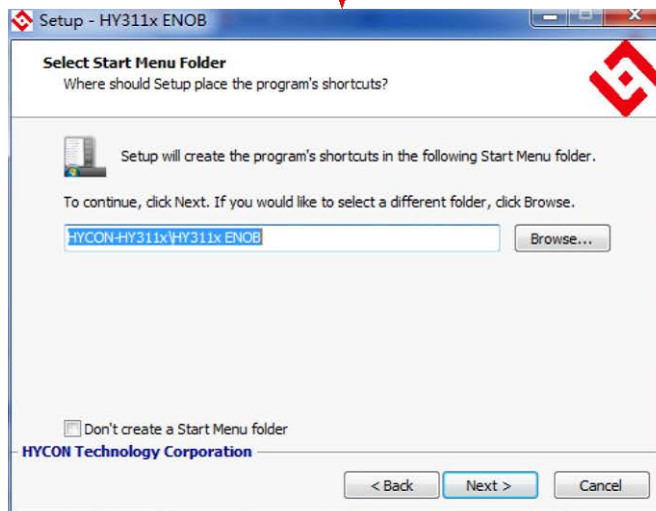 Setup - HY311x ENOB
Select Start Menu Folder
Where should Setup place the program's shortcuts?
Setup will create the program's shortcuts in the following Start Menu folder.
To continue, click Next. If you would like to select a different folder, click Browse.
HYCON-HY311x\HY311x ENOB
Browse...
Don't create a Start Menu folder
HYCON Technology Corporation
< Back
Next >
Cancel